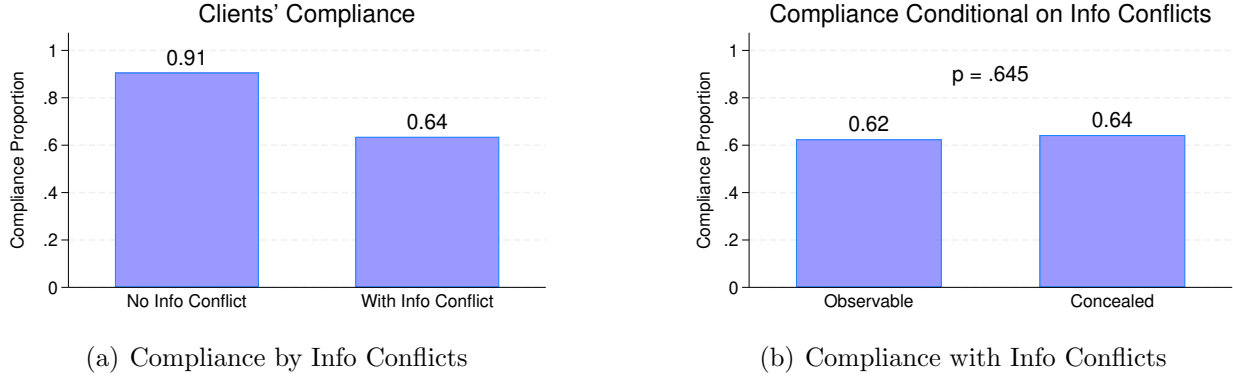 Clients' Compliance
Compliance Proportion
1
.8
.6
.4
.2
0
0.91
0.64
No Info Conflict
With Info Conflict
(a) Compliance by Info Conflicts
Compliance Conditional on Info Conflicts
Compliance Proportion
1
.8
.6
.4
.2
0
p = .645
0.62
0.64
Observable
Concealed
(b) Compliance with Info Conflicts